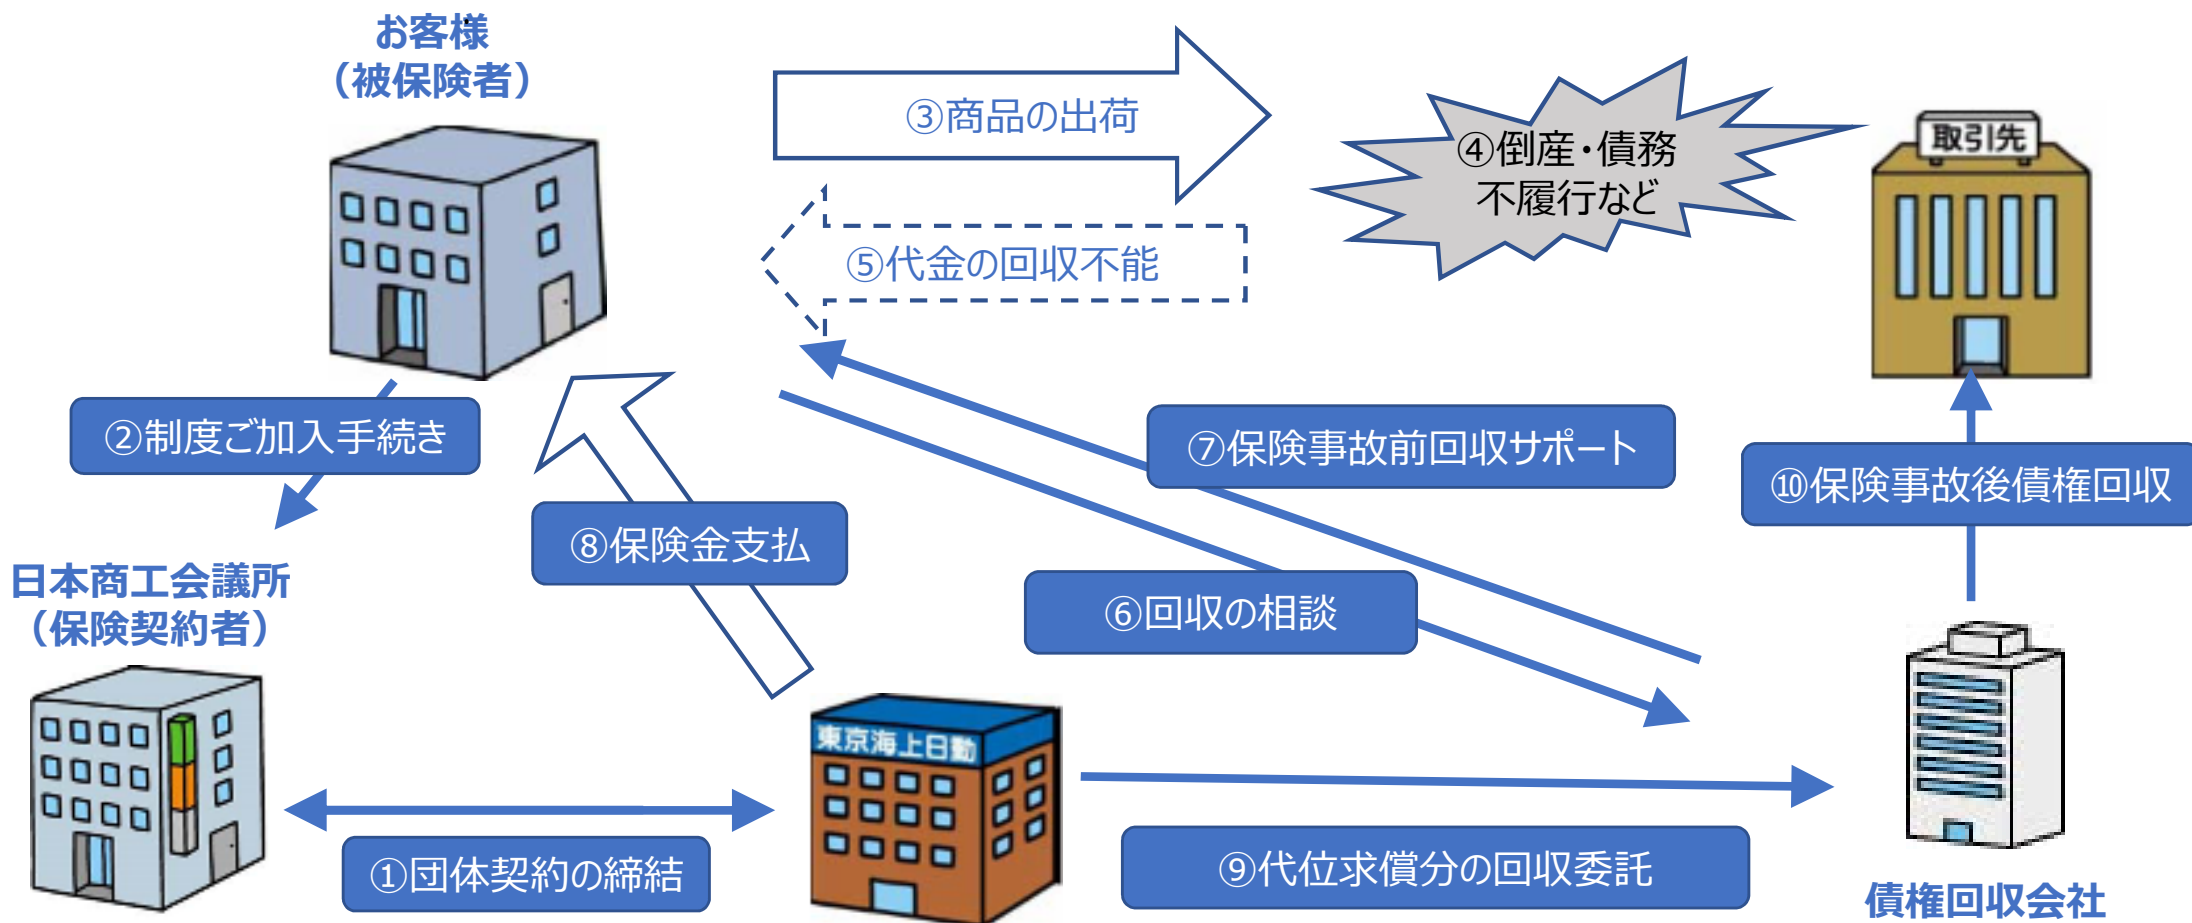 お客様
（被保険者）
③商品の出荷
④倒産・債務
不履行など
取引先
⑤代金の回収不能
②制度ご加入手続き
⑦保険事故前回収サポート
⑩保険事故後債権回収
⑧保険金支払
⑥回収の相談
日本商工会議所
（保険契約者）
東京海上日動
①団体契約の締結
⑨代位求償分の回収委託
債権回収会社